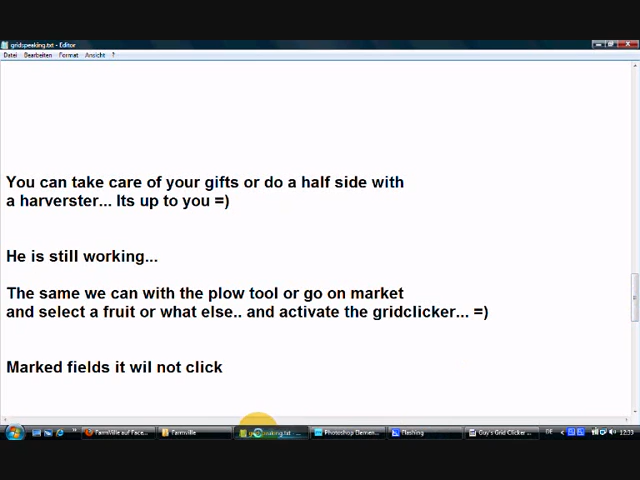 gridspeaking.txt - Editor
Datei Bearbeiten Format Ansicht ?
You can take care of your gifts or do a half side with
a harverster... Its up to you =)
He is still working...
The same we can with the plow tool or go on market
and select a fruit or what else.. and activate the gridclicker... =)
Marked fields it wil not click
FarmVille auf Face... Farmville gridspeaking.txt - ... Photoshop Elemen... Flashing Guy's Grid Clicker ... DE 12:33